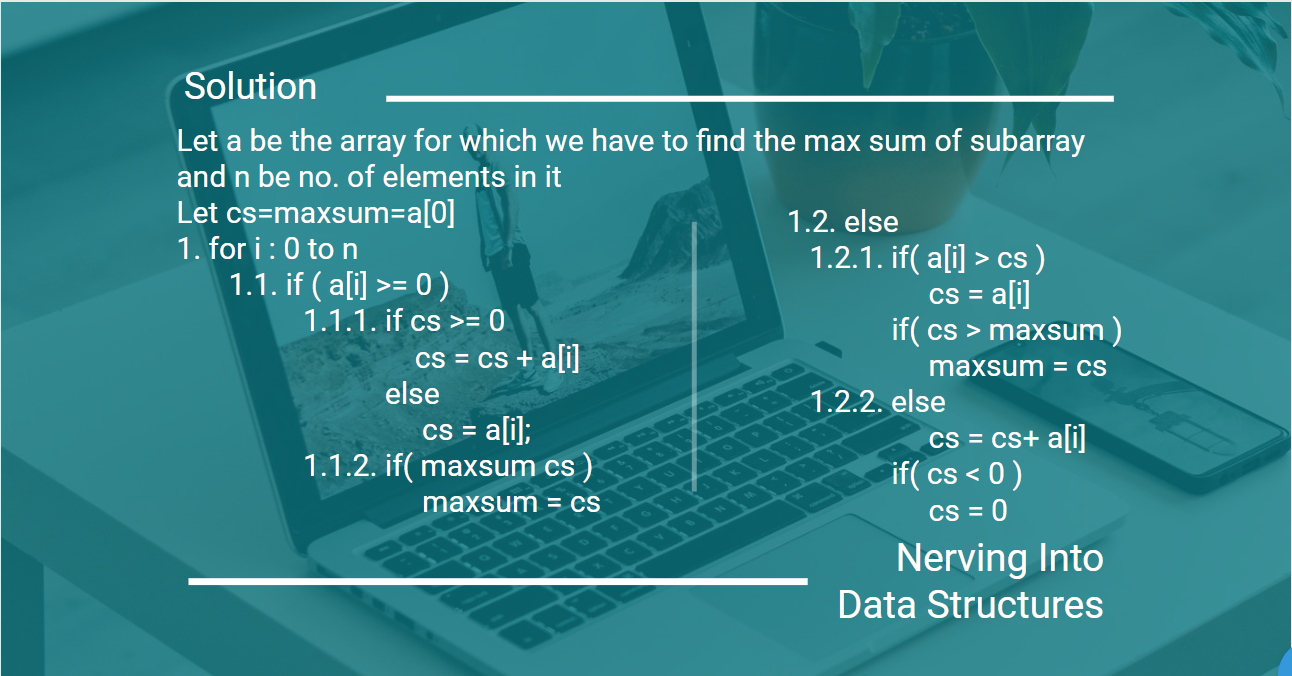 Solution
Let a be the array for which we have to find the max sum of subarray
and n be no. of elements in it
Let cs=maxsum=a[0]
1. for i : 0 to n
1.1. if ( a[i] >= 0 )
1.1.1. if cs >= 0
cs = cs + a[i]
else
cs = a[i];
1.1.2. if( maxsum cs )
maxsum = cs
1.2. else
1.2.1. if( a[i] > cs )
cs = a[i]
if( cs > maxsum )
maxsum = cs
1.2.2. else
cs = cs+ a[i]
if( cs < 0 )
cs = 0
Nerving Into
Data Structures